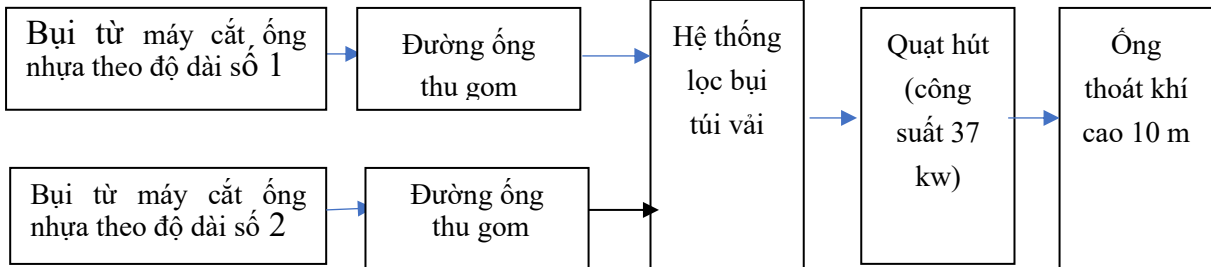 Bụi từ máy cắt ống
nhựa theo độ dài số 1
Đường ống
thu gom
Hệ thống
lọc bụi
túi vải
Quạt hút
(công
suất 37
kw)
Ống
thoát khí
cao 10 m
Bụi từ máy cắt ống
nhựa theo độ dài số 2
Đường ống
thu gom